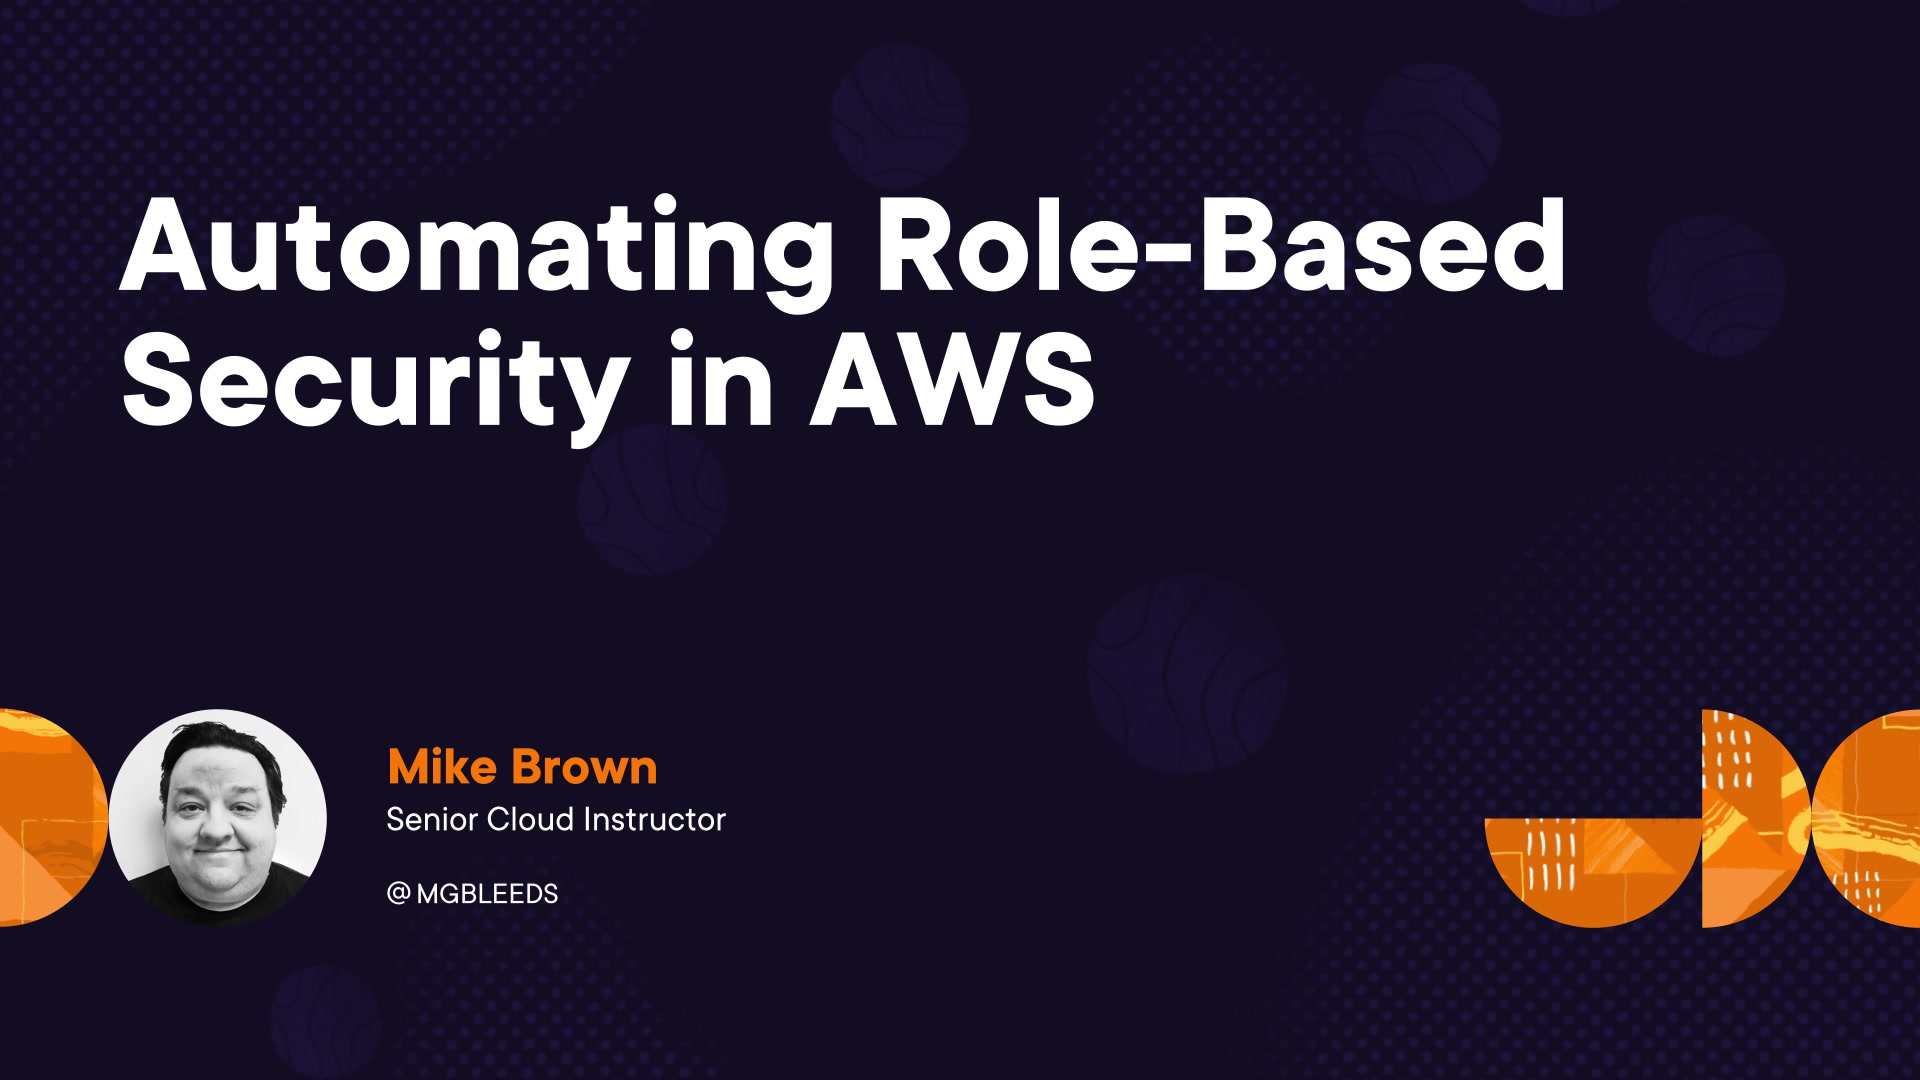 Automating Role-Based
Security in AWS
Mike Brown
Senior Cloud Instructor
@MGBLEEDS